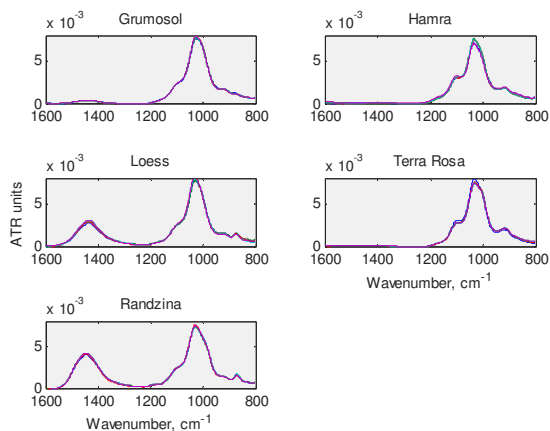 x 10⁻³ Grumosol
5
0
1600 1400 1200 1000 800
x 10⁻³ Hamra
5
0
1600 1400 1200 1000 800
x 10⁻³ Loess
5
0
1600 1400 1200 1000 800
ATR units
x 10⁻³ Terra Rosa
5
0
1600 1400 1200 1000 800
Wavenumber, cm⁻¹
x 10⁻³ Randzina
5
0
1600 1400 1200 1000 800
Wavenumber, cm⁻¹